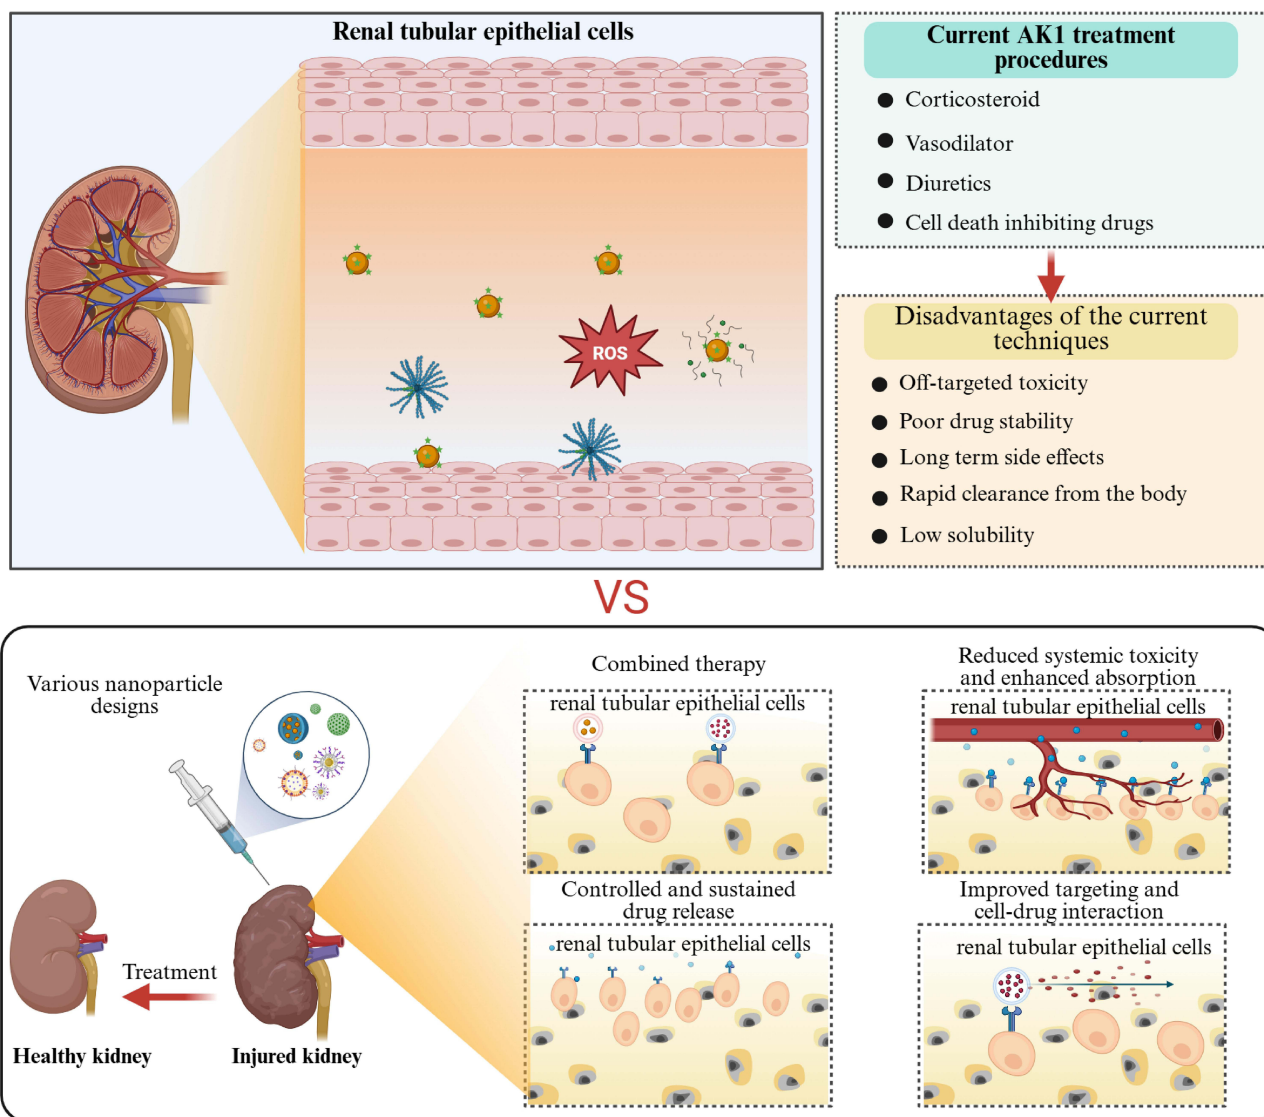 Renal tubular epithelial cells
ROS
Current AK1 treatment
procedures
Corticosteroid
Vasodilator
Diuretics
Cell death inhibiting drugs
Disadvantages of the current
techniques
Off-targeted toxicity
Poor drug stability
Long term side effects
Rapid clearance from the body
Low solubility
VS
Various nanoparticle
designs
Treatment
Healthy kidney
Injured kidney
Combined therapy
renal tubular epithelial cells
Reduced systemic toxicity
and enhanced absorption
renal tubular epithelial cells
Controlled and sustained
drug release
renal tubular epithelial cells
Improved targeting and
cell-drug interaction
renal tubular epithelial cells